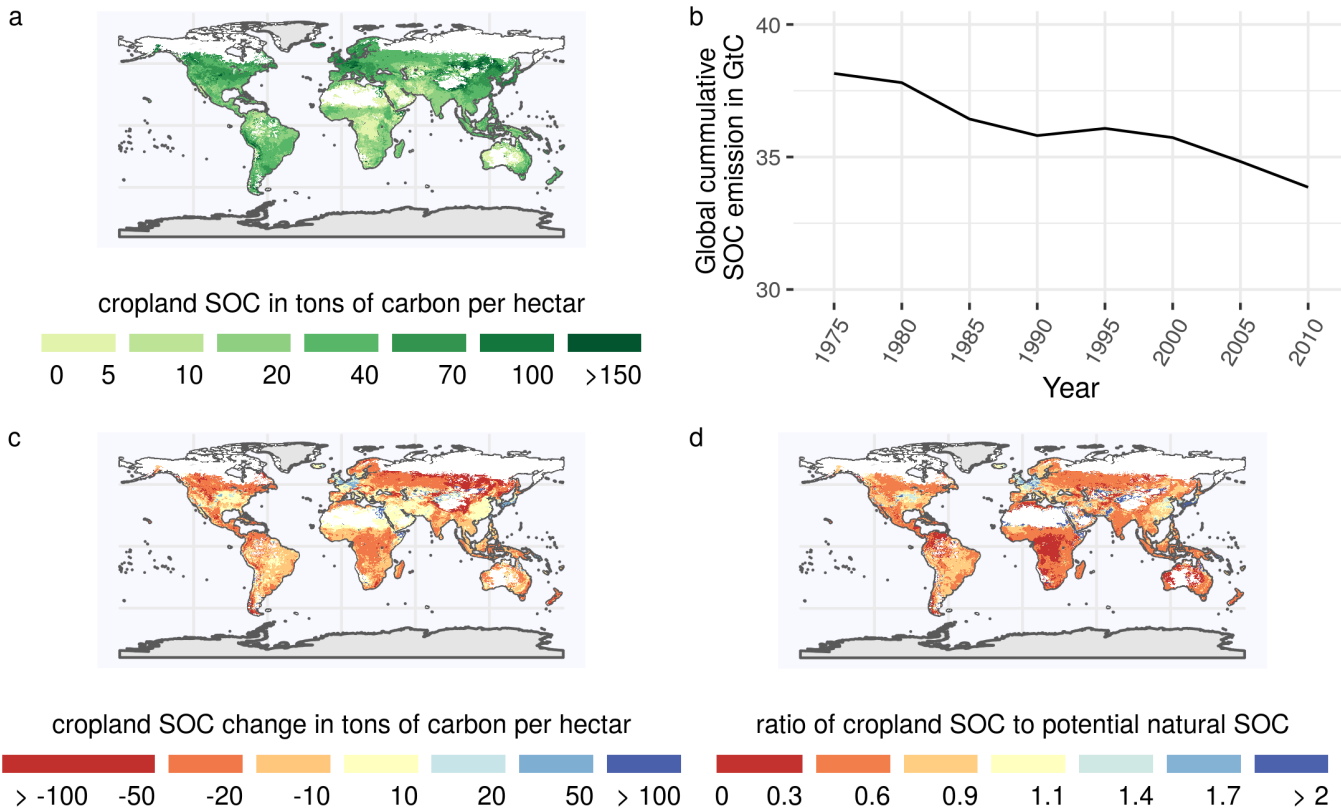 a
cropland SOC in tons of carbon per hectar
0 5 10 20 40 70 100 >150
b
Global cummulative
SOC emission in GtC
40
35
30
1975 1980 1985 1990 1995 2000 2005 2010
Year
c
cropland SOC change in tons of carbon per hectar
> -100 -50 -20 -10 10 20 50 > 100
d
ratio of cropland SOC to potential natural SOC
0 0.3 0.6 0.9 1.1 1.4 1.7 > 2